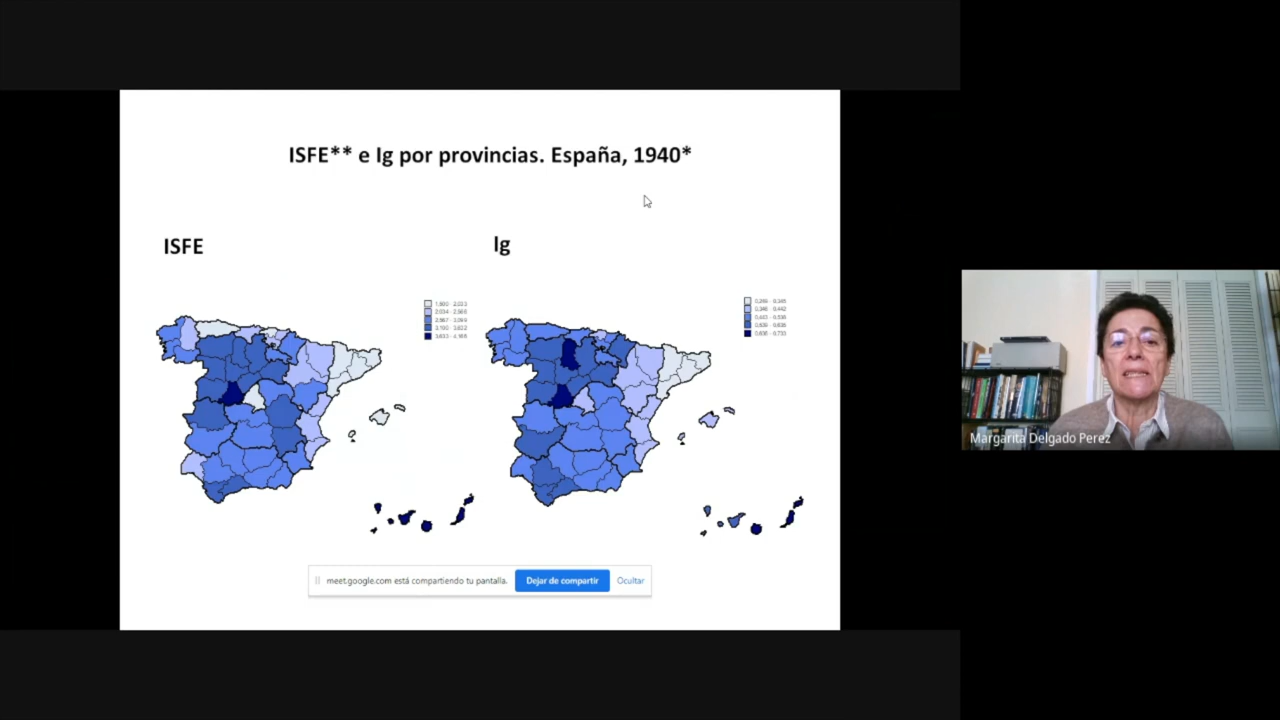 ISFE** e Ig por provincias. España, 1940*
ISFE
Ig
meet.google.com está compartiendo tu pantalla.
Dejar de compartir
Ocultar
Margarita Delgado Perez